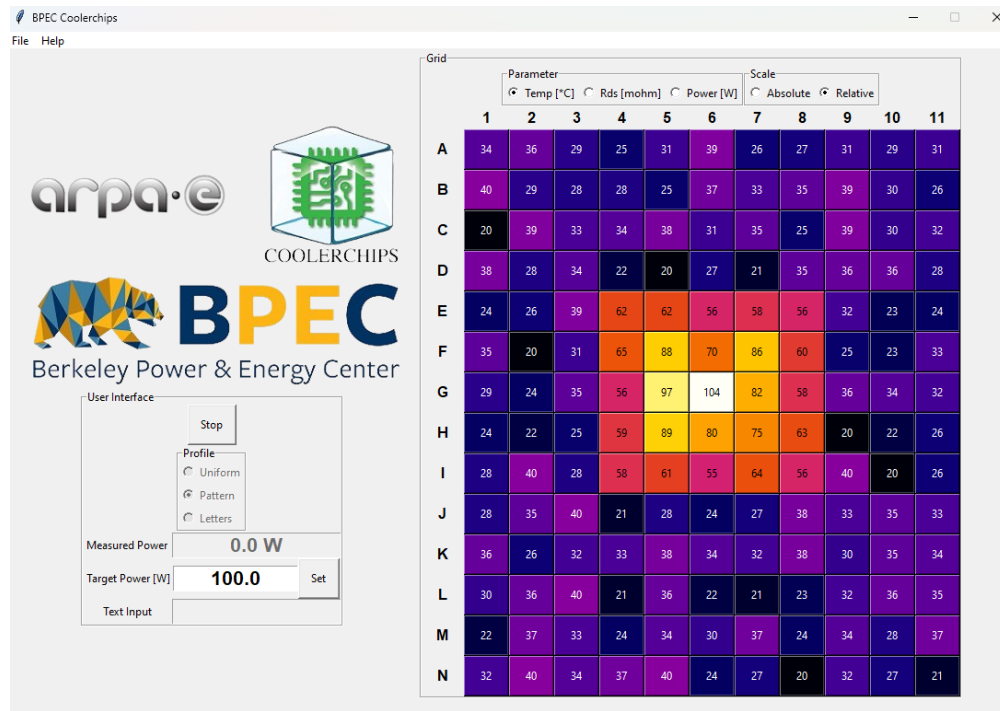 BPEC Coolerchips
File Help
Grid
Parameter
Temp [°C] Rds [mohm] Power [W]
Scale
Absolute Relative
1 2 3 4 5 6 7 8 9 10 11
A 34 36 29 25 31 39 26 27 31 29 31
B 40 29 28 28 25 37 33 35 39 30 26
C 20 39 33 34 38 31 35 25 39 30 32
D 38 28 34 22 20 27 21 35 36 36 28
E 24 26 39 62 62 56 58 56 32 23 24
F 35 20 31 65 88 70 86 60 25 23 33
G 29 24 35 56 97 104 82 58 36 34 32
H 24 22 25 59 89 80 75 63 20 22 26
I 28 40 28 58 61 55 64 56 40 20 26
J 28 35 40 21 28 24 27 38 33 35 33
K 36 26 32 33 38 34 32 38 30 35 34
L 30 36 40 21 36 22 21 23 32 36 35
M 22 37 33 24 34 30 37 24 34 28 37
N 32 40 34 37 40 24 27 20 32 27 21
arpa·e
COOLERCHIPS
BPEC
Berkeley Power & Energy Center
User Interface
Stop
Profile
Uniform
Pattern
Letters
Measured Power 0.0 W
Target Power [W] 100.0 Set
Text Input